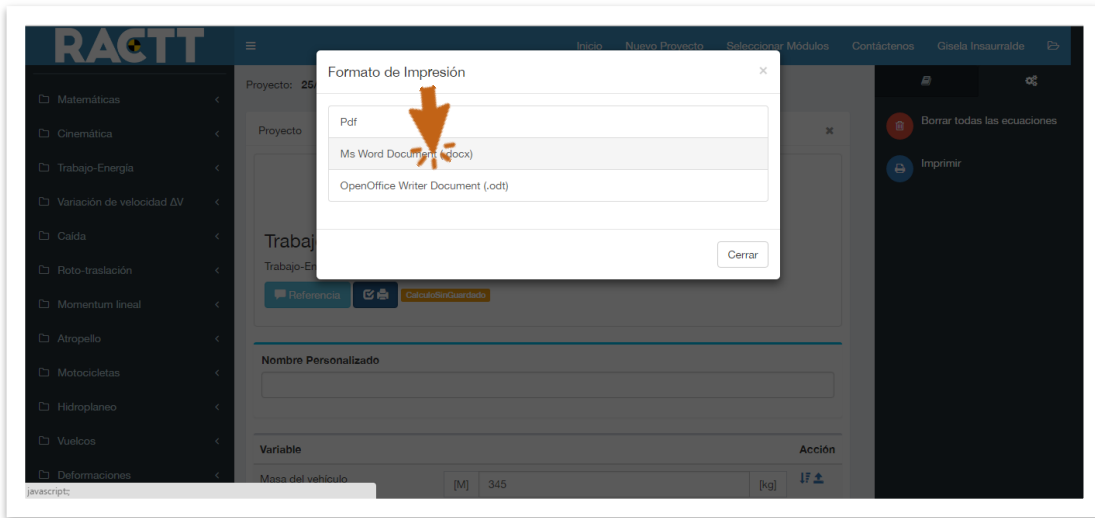 RACTT
Inicio Nuevo Proyecto Seleccionar Módulos Contáctenos Gisela Insaurralde
Formato de Impresión ×
Proyecto: 25/
Matemáticas
Pdf
Borrar todas las ecuaciones
Cinemática
Proyecto
Ms Word Document (.docx)
Trabajo-Energía
Imprimir
OpenOffice Writer Document (.odt)
Variación de velocidad ΔV
Caída
Trabaj
Cerrar
Roto-traslación
Trabajo-En
Referencia CalculoSinGuardado
Momentum lineal
Atropello
Nombre Personalizado
Motocicletas
Hidroplaneo
Vuelcos
Variable Acción
Deformaciones
Masa del vehículo [M] 345 [kg]
javascript:;